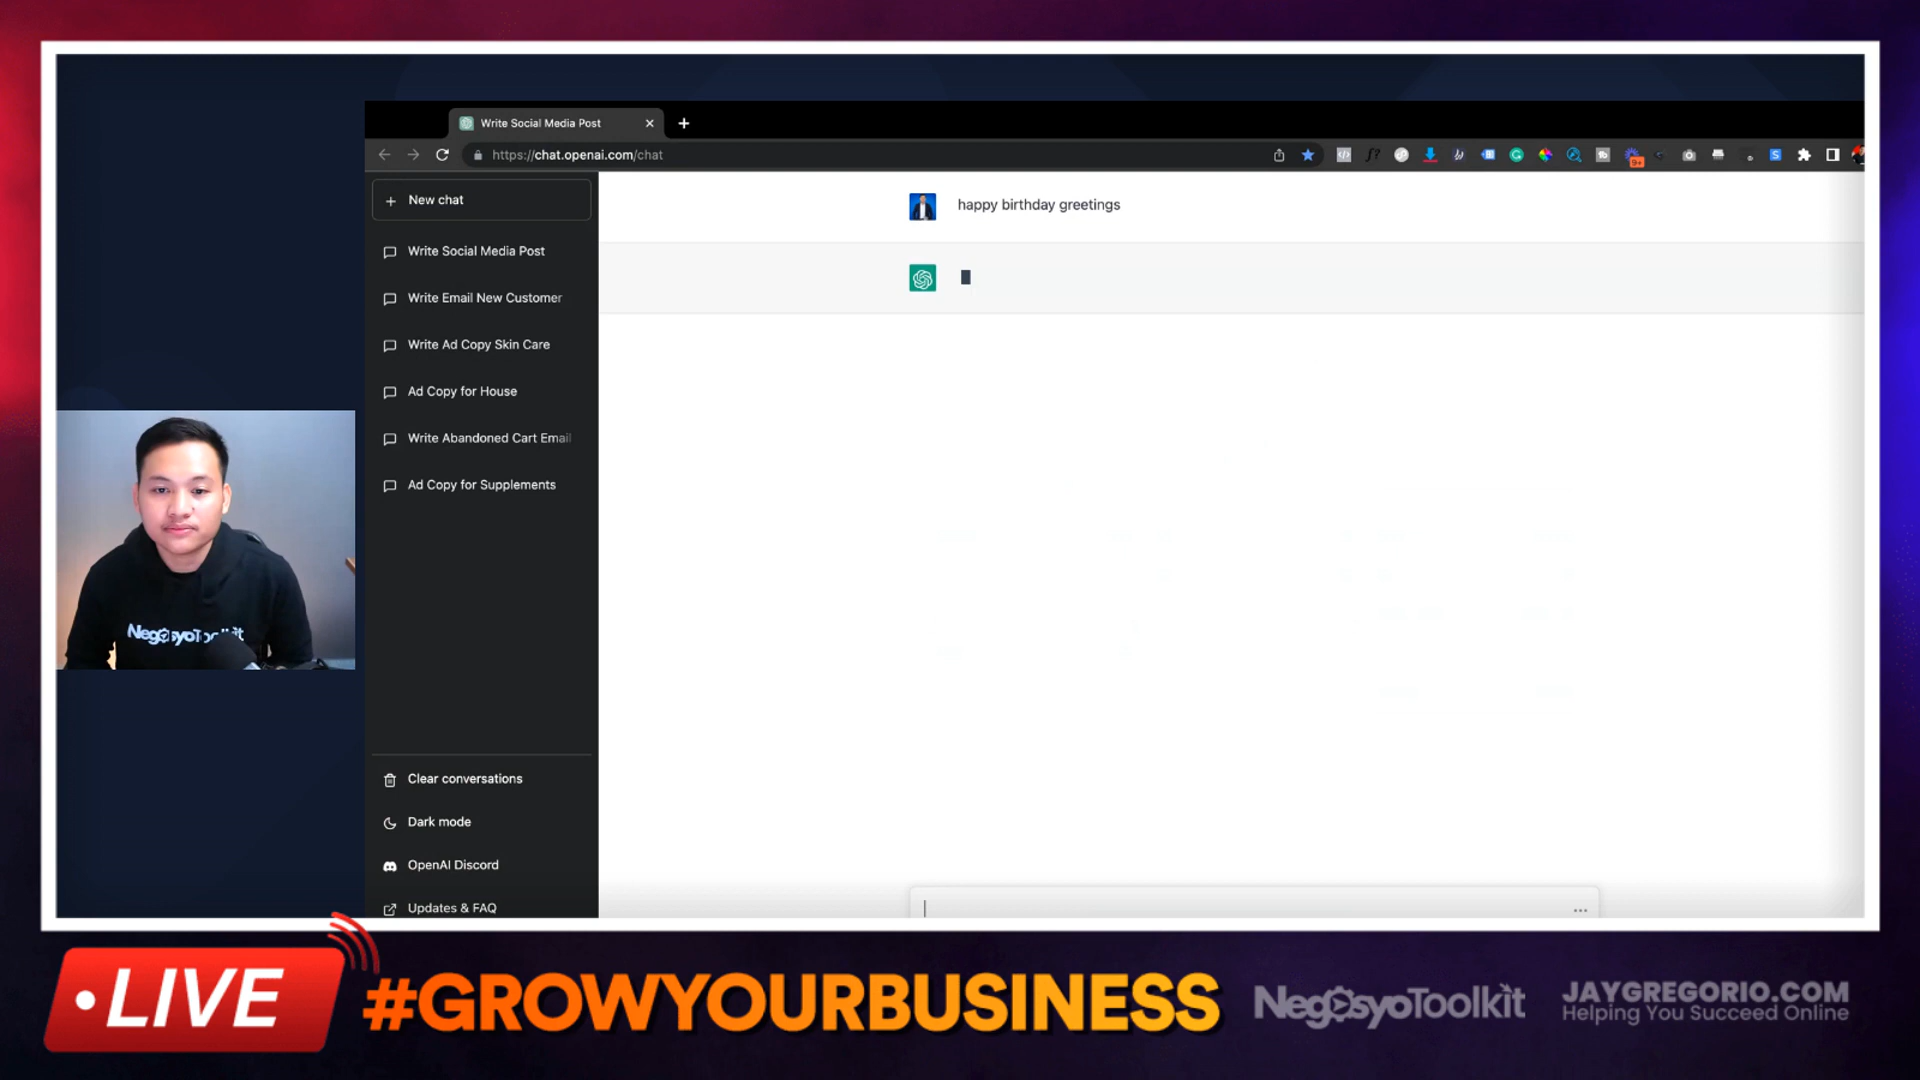 Write Social Media Post
https://chat.openai.com/chat
9+
New chat
happy birthday greetings
Write Social Media Post
Write Email New Customer
Write Ad Copy Skin Care
Ad Copy for House
Write Abandoned Cart Email
Ad Copy for Supplements
NegosyoToolkit
Clear conversations
Dark mode
OpenAI Discord
Updates & FAQ
LIVE
#GROWYOURBUSINESS
NegosyoToolkit
JAYGREGORIO.COM
Helping You Succeed Online